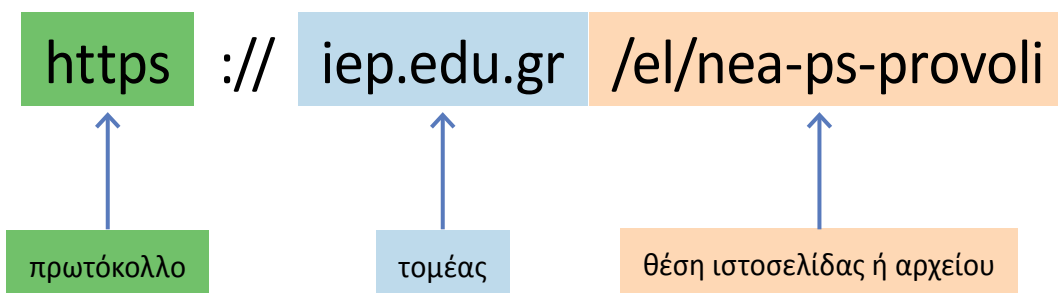 https :// iep.edu.gr /el/nea-ps-provoli
πρωτόκολλο τομέας θέση ιστοσελίδας ή αρχείου